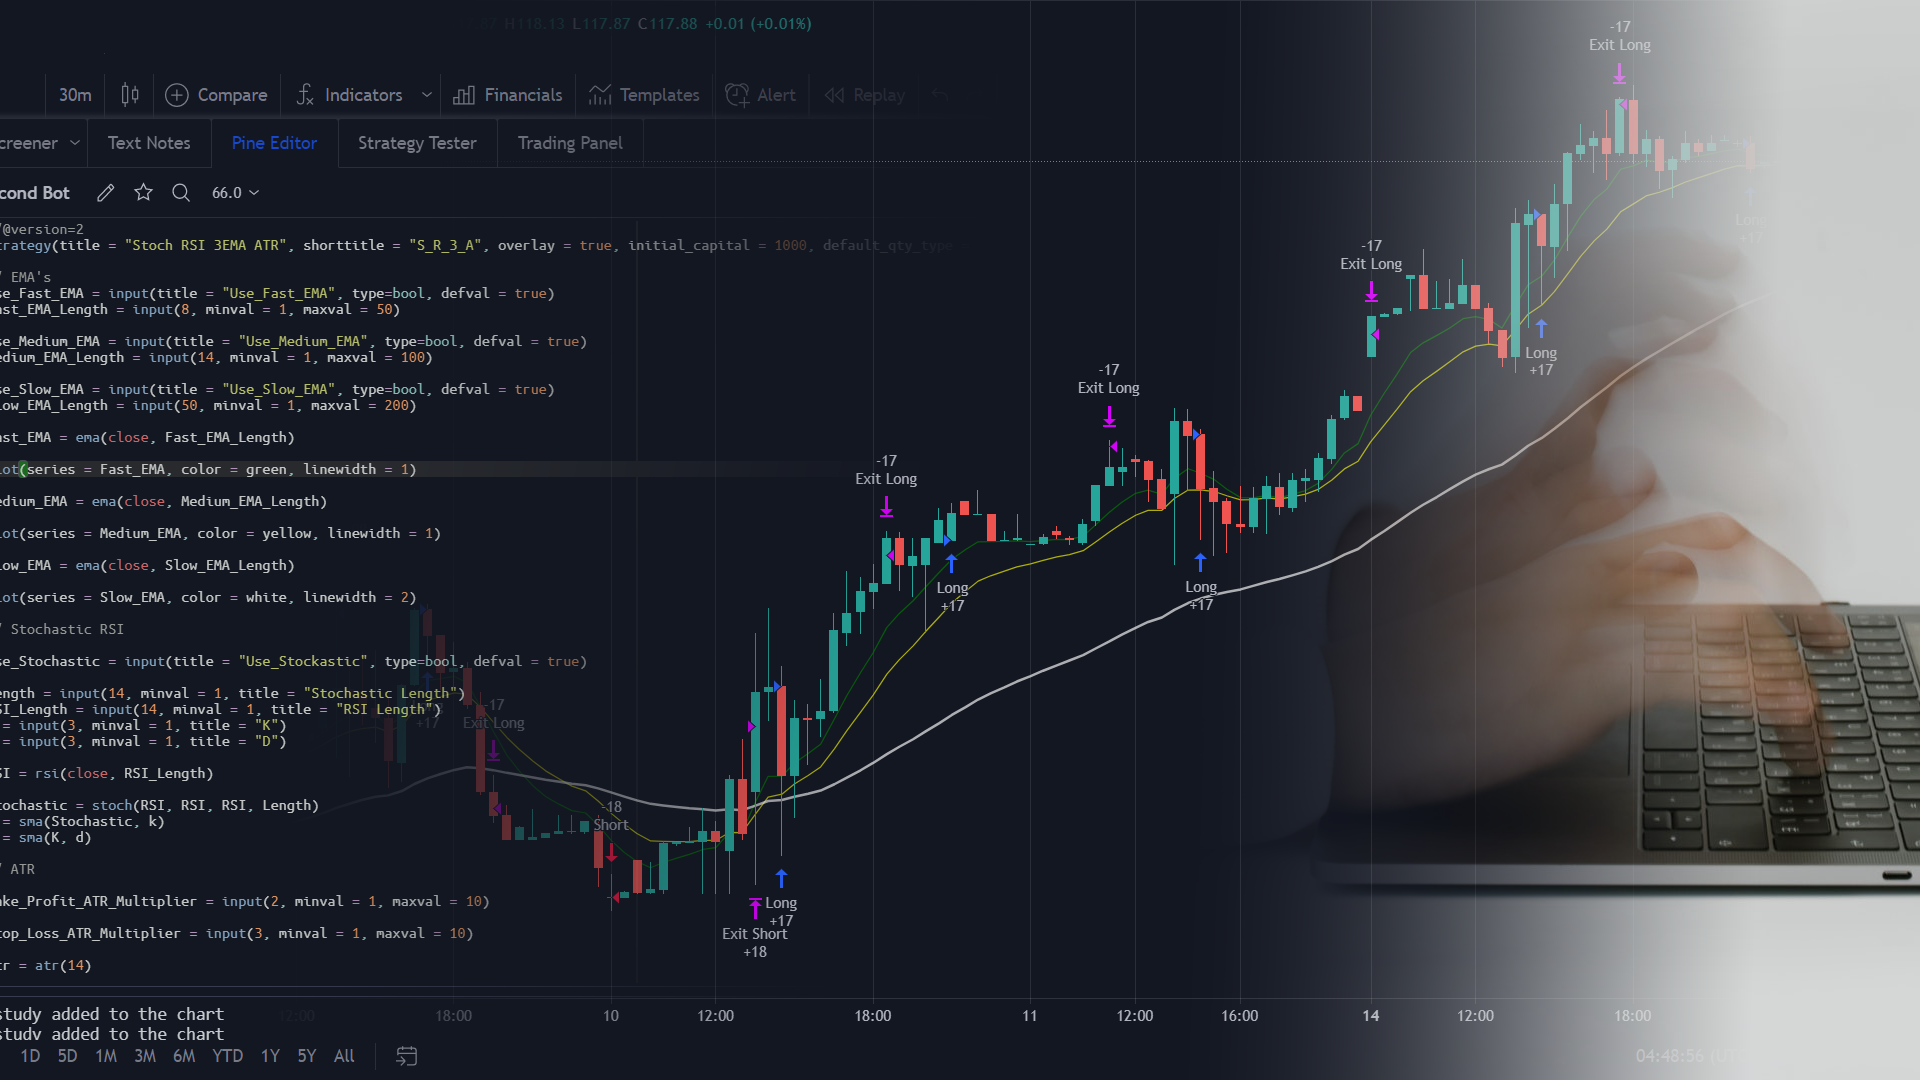 H118.13 L117.87 C117.88 +0.01 (+0.01%)
30m Compare Indicators Financials Templates Alert Replay
creener Text Notes Pine Editor Strategy Tester Trading Panel
cond Bot 66.0
/@version=2
trategy(title = "Stoch RSI 3EMA ATR", shorttitle = "S_R_3_A", overlay = true, initial_capital = 1000, default_qty_type =
/ EMA's
se_Fast_EMA = input(title = "Use_Fast_EMA", type=bool, defval = true)
ast_EMA_Length = input(8, minval = 1, maxval = 50)
se_Medium_EMA = input(title = "Use_Medium_EMA", type=bool, defval = true)
edium_EMA_Length = input(14, minval = 1, maxval = 100)
se_Slow_EMA = input(title = "Use_Slow_EMA", type=bool, defval = true)
low_EMA_Length = input(50, minval = 1, maxval = 200)
ast_EMA = ema(close, Fast_EMA_Length)
lot(series = Fast_EMA, color = green, linewidth = 1)
edium_EMA = ema(close, Medium_EMA_Length)
lot(series = Medium_EMA, color = yellow, linewidth = 1)
low_EMA = ema(close, Slow_EMA_Length)
lot(series = Slow_EMA, color = white, linewidth = 2)
/ Stochastic RSI
se_Stochastic = input(title = "Use_Stockastic", type=bool, defval = true)
ength = input(14, minval = 1, title = "Stochastic Length")
SI_Length = input(14, minval = 1, title = "RSI Length")
= input(3, minval = 1, title = "K")
= input(3, minval = 1, title = "D")
SI = rsi(close, RSI_Length)
tochastic = stoch(RSI, RSI, RSI, Length)
= sma(Stochastic, k)
= sma(K, d)
/ ATR
ake_Profit_ATR_Multiplier = input(2, minval = 1, maxval = 10)
top_Loss_ATR_Multiplier = input(3, minval = 1, maxval = 10)
tr = atr(14)
study added to the chart
study added to the chart
+17
-17
Exit Long
-18
Short
Long
+17
Exit Short
+18
-17
Exit Long
Long
+17
-17
Exit Long
Long
+17
-17
Exit Long
Long
+17
-17
Exit Long
Long
+17
12:00 18:00 10 12:00 18:00 11 12:00 16:00 14 12:00 18:00
1D 5D 1M 3M 6M YTD 1Y 5Y All
04:48:56 (UT